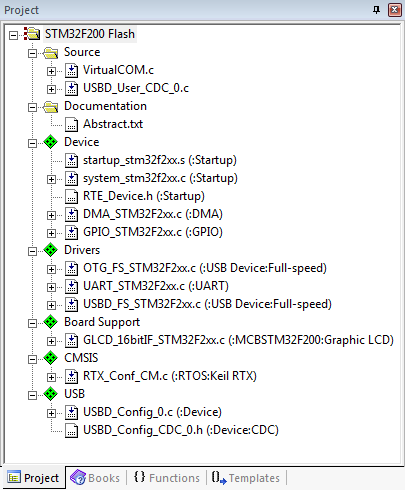 Project
STM32F200 Flash
Source
VirtualCOM.c
USBD_User_CDC_0.c
Documentation
Abstract.txt
Device
startup_stm32f2xx.s (:Startup)
system_stm32f2xx.c (:Startup)
RTE_Device.h (:Startup)
DMA_STM32F2xx.c (:DMA)
GPIO_STM32F2xx.c (:GPIO)
Drivers
OTG_FS_STM32F2xx.c (:USB Device:Full-speed)
UART_STM32F2xx.c (:UART)
USBD_FS_STM32F2xx.c (:USB Device:Full-speed)
Board Support
GLCD_16bitIF_STM32F2xx.c (:MCBSTM32F200:Graphic LCD)
CMSIS
RTX_Conf_CM.c (:RTOS:Keil RTX)
USB
USBD_Config_0.c (:Device)
USBD_Config_CDC_0.h (:Device:CDC)
Project Books {} Functions {} Templates